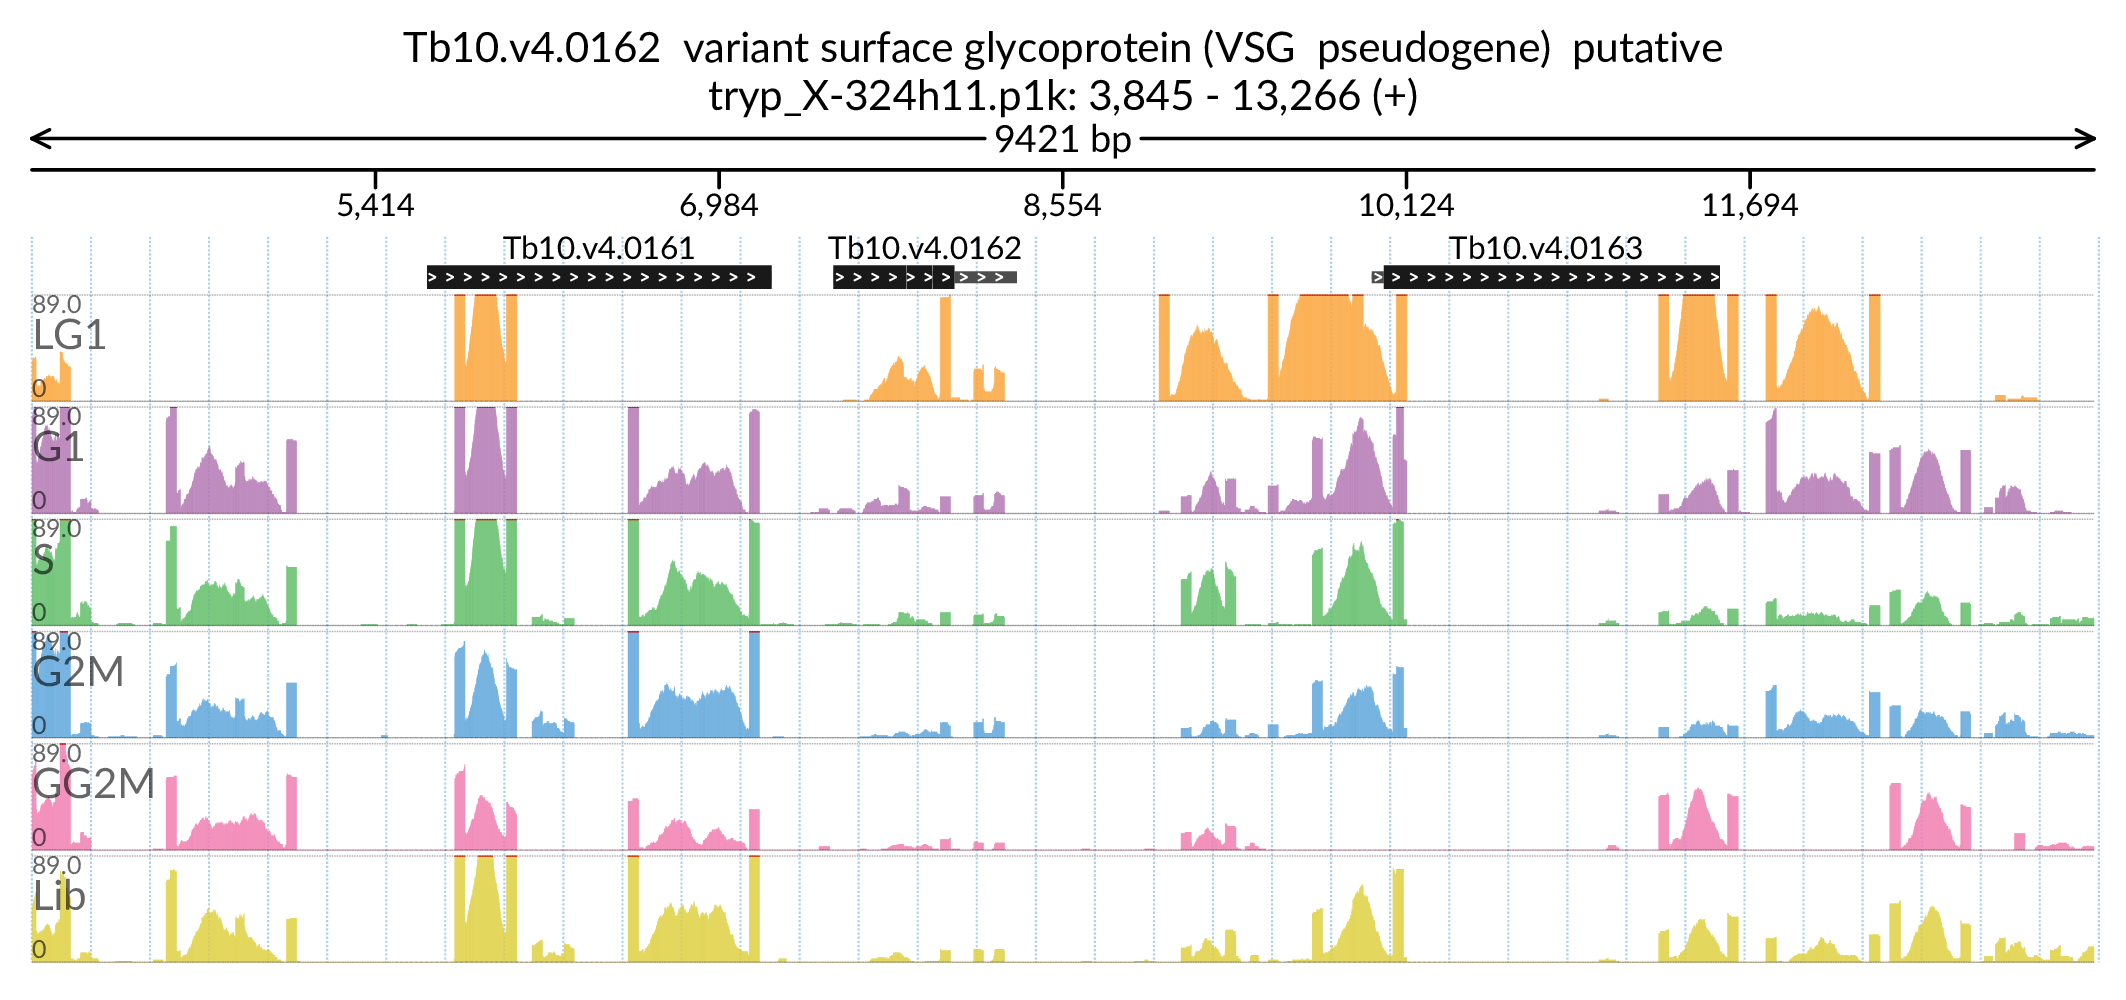 Tb10.v4.0162  variant surface glycoprotein (VSG  pseudogene)  putative
tryp_X-324h11.p1k: 3,845 - 13,266 (+)
9421 bp
5,414 6,984 8,554 10,124 11,694
Tb10.v4.0161 Tb10.v4.0162 Tb10.v4.0163
89.0
LG1
0
89.0
G1
0
89.0
S
0
89.0
G2M
0
89.0
GG2M
0
89.0
Lib
0